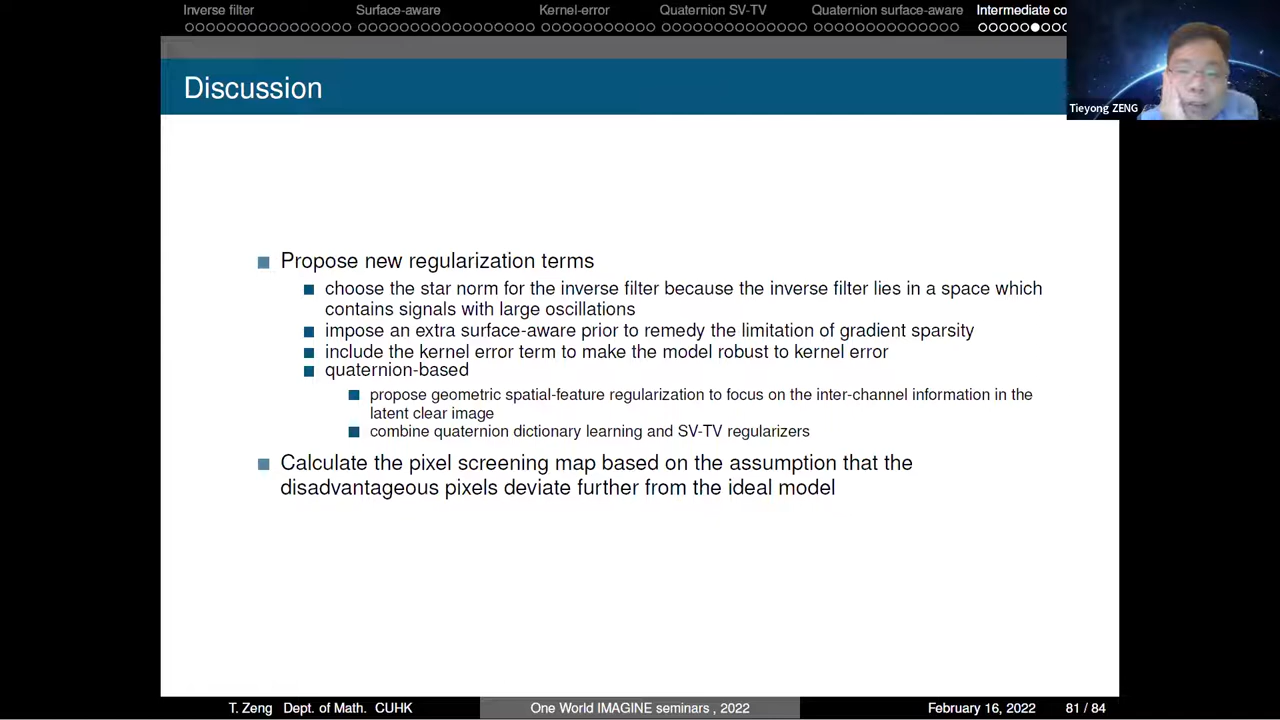 Inverse filter Surface-aware Kernel-error Quaternion SV-TV Quaternion surface-aware Intermediate co
Tieyong ZENG
Discussion
Propose new regularization terms
choose the star norm for the inverse filter because the inverse filter lies in a space which
contains signals with large oscillations
impose an extra surface-aware prior to remedy the limitation of gradient sparsity
include the kernel error term to make the model robust to kernel error
quaternion-based
propose geometric spatial-feature regularization to focus on the inter-channel information in the
latent clear image
combine quaternion dictionary learning and SV-TV regularizers
Calculate the pixel screening map based on the assumption that the
disadvantageous pixels deviate further from the ideal model
T. Zeng Dept. of Math. CUHK One World IMAGINE seminars , 2022 February 16, 2022 81 / 84